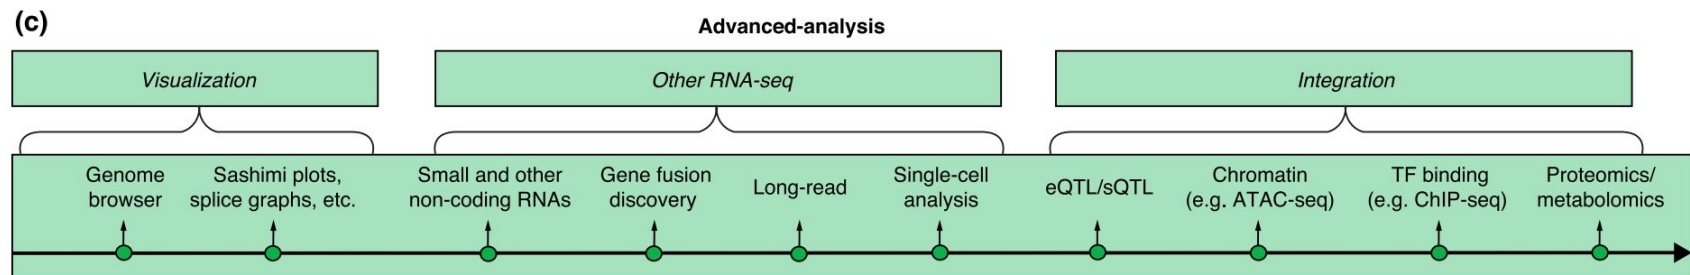 (c)
Advanced-analysis
Visualization
Other RNA-seq
Integration
Genome
browser
Sashimi plots,
splice graphs, etc.
Small and other
non-coding RNAs
Gene fusion
discovery
Long-read
Single-cell
analysis
eQTL/sQTL
Chromatin
(e.g. ATAC-seq)
TF binding
(e.g. ChIP-seq)
Proteomics/
metabolomics